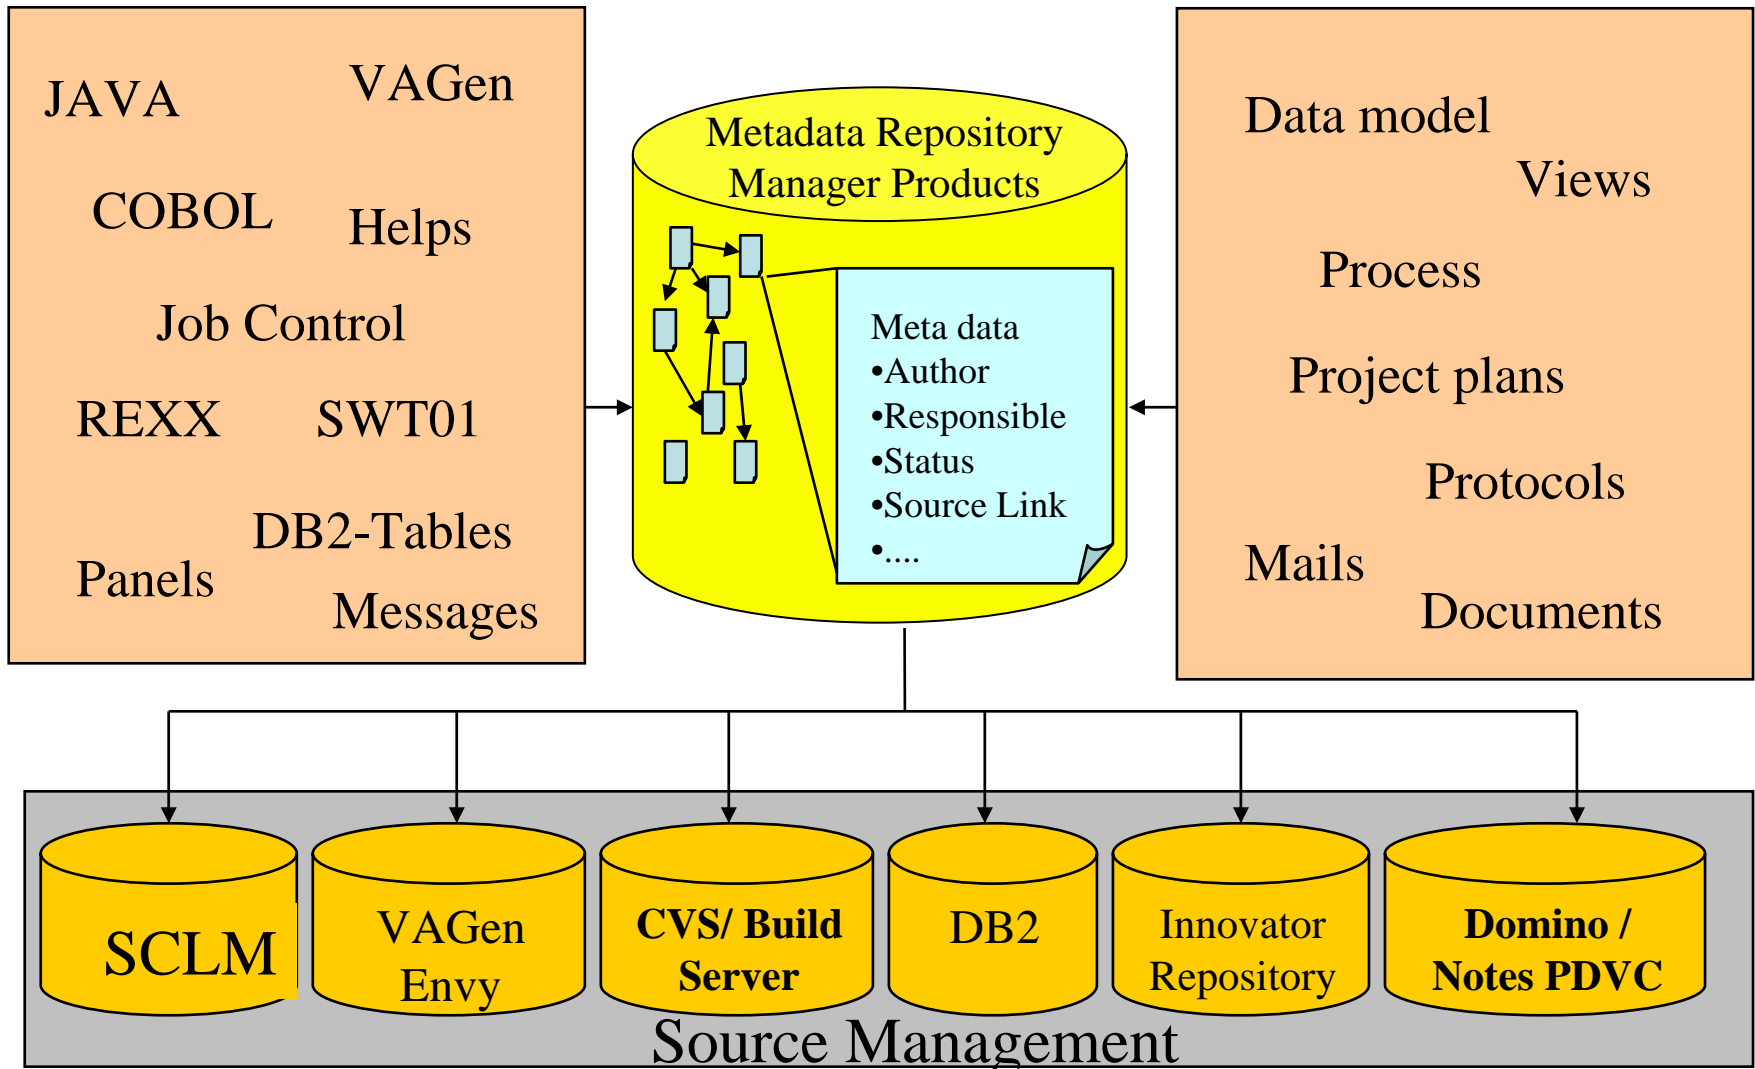 JAVA
VAGen
COBOL
Helps
Job Control
REXX
SWT01
DB2-Tables
Panels
Messages
Metadata Repository
Manager Products
Meta data
•Author
•Responsible
•Status
•Source Link
•....
Data model
Views
Process
Project plans
Protocols
Mails
Documents
SCLM
VAGen
Envy
CVS/ Build
Server
DB2
Innovator
Repository
Domino /
Notes PDVC
Source Management